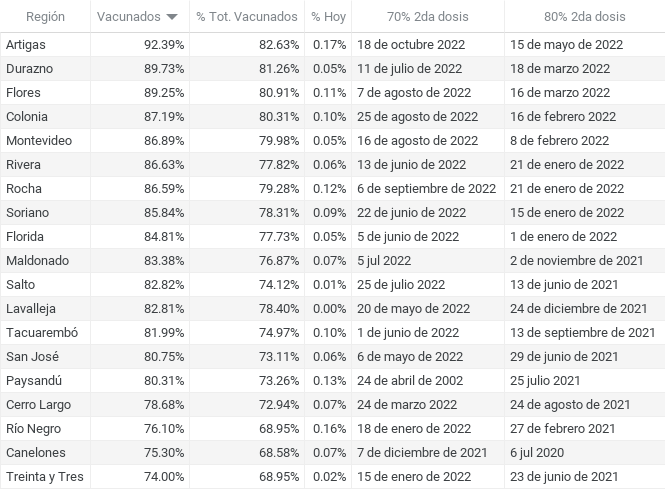 Región Vacunados % Tot. Vacunados % Hoy 70% 2da dosis 80% 2da dosis
Artigas 92.39% 82.63% 0.17% 18 de octubre 2022 15 de mayo de 2022
Durazno 89.73% 81.26% 0.05% 11 de julio de 2022 18 de marzo 2022
Flores 89.25% 80.91% 0.11% 7 de agosto de 2022 16 de marzo 2022
Colonia 87.19% 80.31% 0.10% 25 de agosto de 2022 16 de febrero 2022
Montevideo 86.89% 79.98% 0.05% 16 de agosto de 2022 8 de febrero 2022
Rivera 86.63% 77.82% 0.06% 13 de junio de 2022 21 de enero de 2022
Rocha 86.59% 79.28% 0.12% 6 de septiembre de 2022 21 de enero de 2022
Soriano 85.84% 78.31% 0.09% 22 de junio de 2022 15 de enero de 2022
Florida 84.81% 77.73% 0.05% 5 de junio de 2022 1 de enero de 2022
Maldonado 83.38% 76.87% 0.07% 5 jul 2022 2 de noviembre de 2021
Salto 82.82% 74.12% 0.01% 25 de julio de 2022 13 de junio de 2021
Lavalleja 82.81% 78.40% 0.00% 20 de mayo de 2022 24 de diciembre de 2021
Tacuarembó 81.99% 74.97% 0.10% 1 de junio de 2022 13 de septiembre de 2021
San José 80.75% 73.11% 0.06% 6 de mayo de 2022 29 de junio de 2021
Paysandú 80.31% 73.26% 0.13% 24 de abril de 2002 25 julio 2021
Cerro Largo 78.68% 72.94% 0.07% 24 de marzo de 2022 24 de agosto de 2021
Río Negro 76.10% 68.95% 0.16% 18 de enero de 2022 27 de febrero de 2021
Canelones 75.30% 68.58% 0.07% 7 de diciembre de 2021 6 jul 2020
Treinta y Tres 74.00% 68.95% 0.02% 15 de enero de 2022 23 de junio de 2021